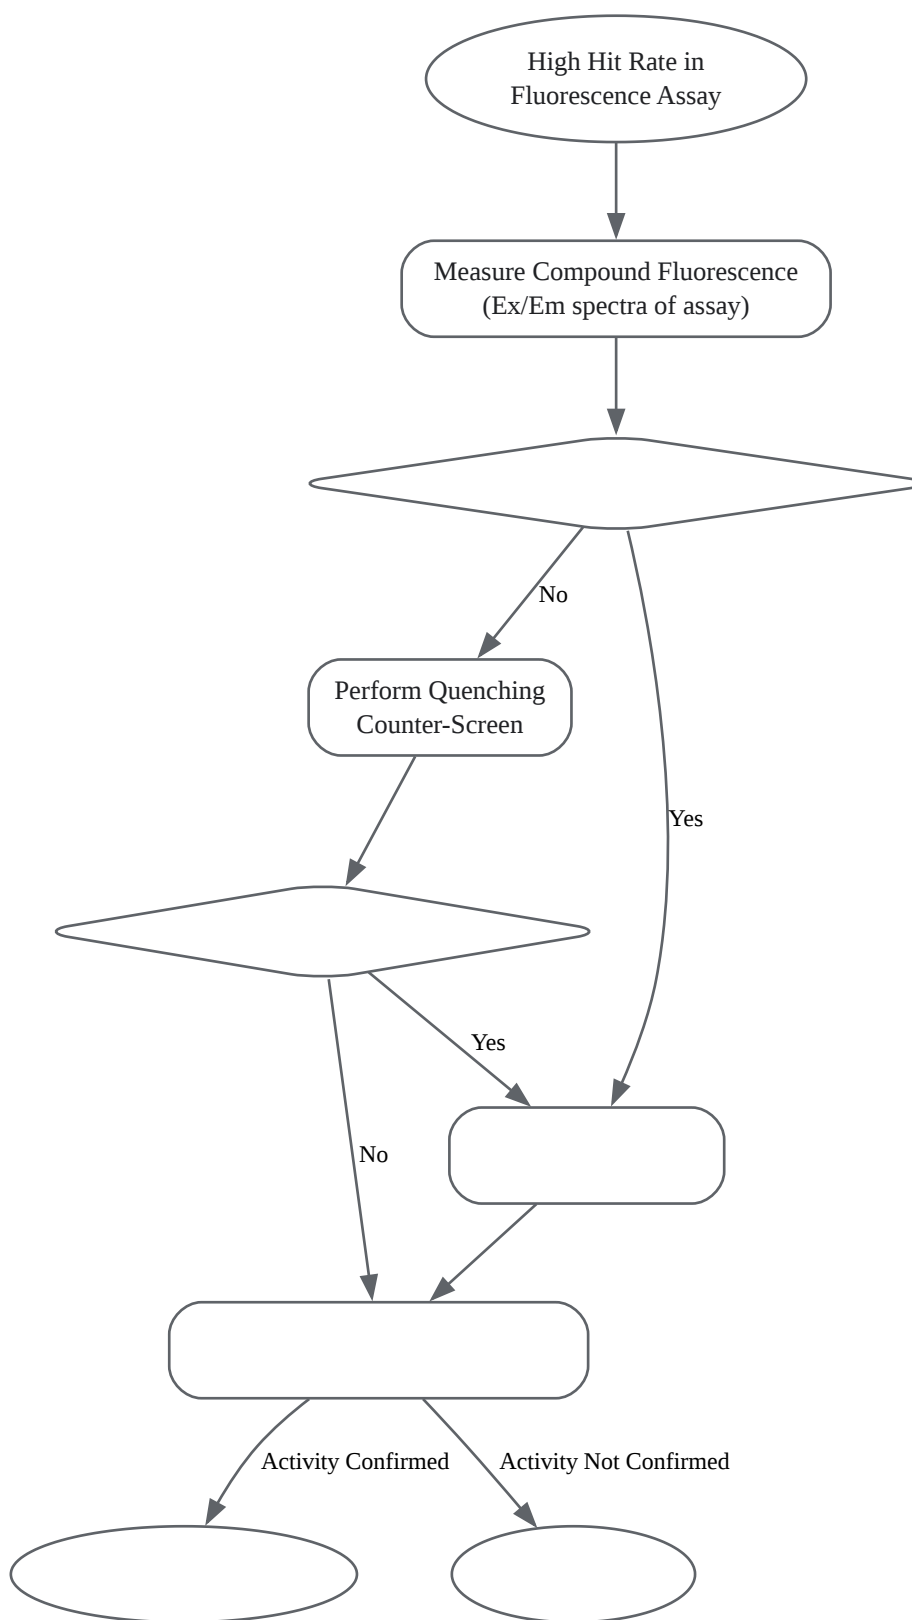 High Hit Rate in
Fluorescence Assay
Measure Compound Fluorescence
(Ex/Em spectra of assay)
No
Perform Quenching
Counter-Screen
Yes
Yes
No
Activity Confirmed
Activity Not Confirmed